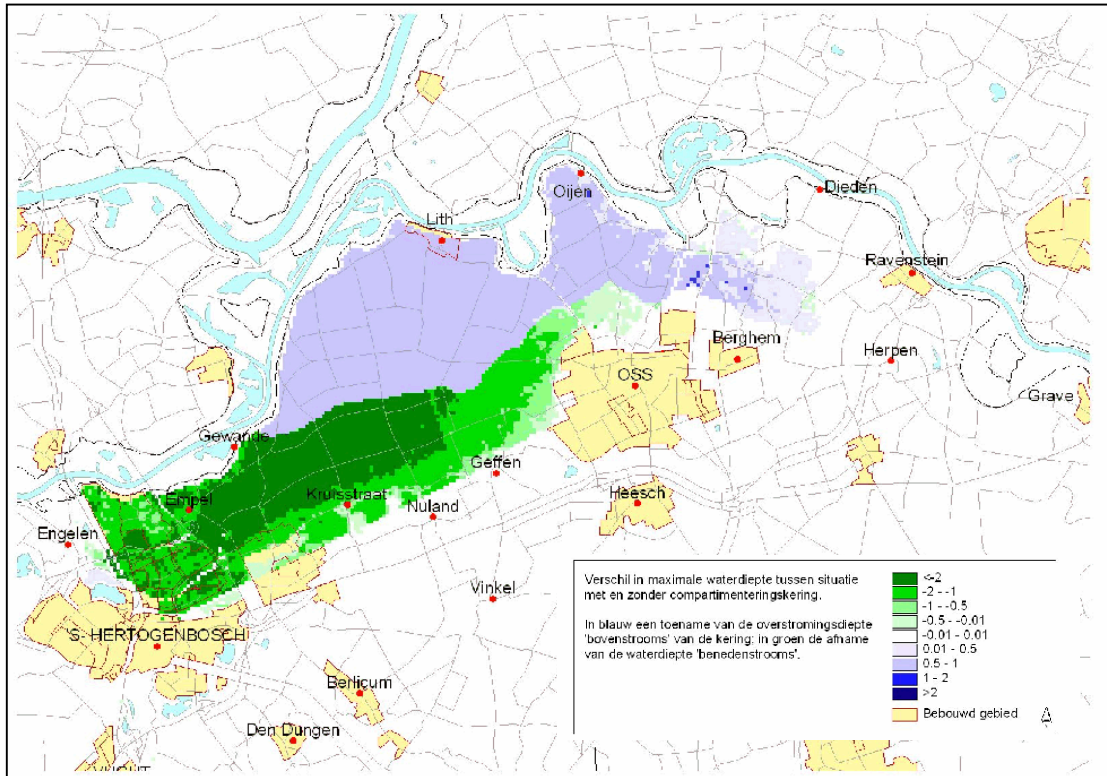 Oijen
Dieden
Lith
Ravenstein
Berghem
Herpen
OSS
Grave
Gewande
Geffen
Heesch
Empel
Kruisstraat
Nuland
Engelen
Vinkel
S- HERTOGENBOSCH
Berlicum
Den Dungen
Verschil in maximale waterdiepte tussen situatie
met en zonder compartimenteringskering.
In blauw een toename van de overstromingsdiepte
'bovenstrooms' van de kering: in groen de afname
van de waterdiepte 'benedenstrooms'.
<-2
-2 - -1
-1 - -0.5
-0.5 - -0.01
-0.01 - 0.01
0.01 - 0.5
0.5 - 1
1 - 2
>2
Bebouwd gebied